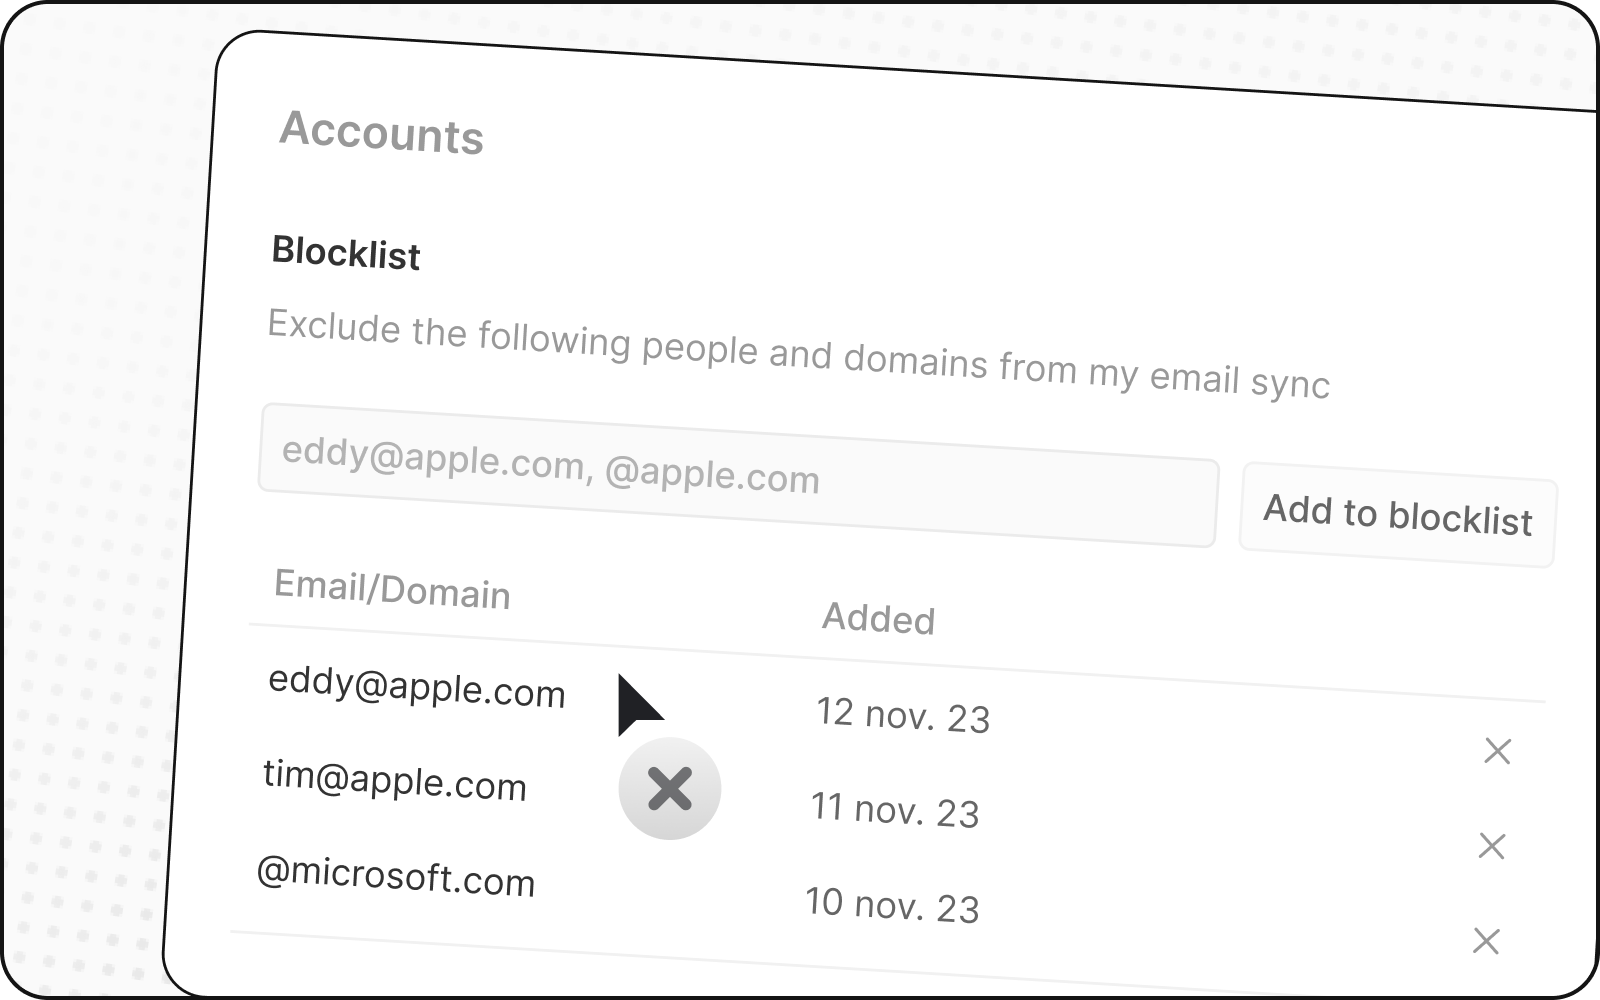 Accounts
Blocklist
Exclude the following people and domains from my email sync
eddy@apple.com, @apple.com
Add to blocklist
Email/Domain Added
eddy@apple.com 12 nov. 23
tim@apple.com 11 nov. 23
@microsoft.com 10 nov. 23